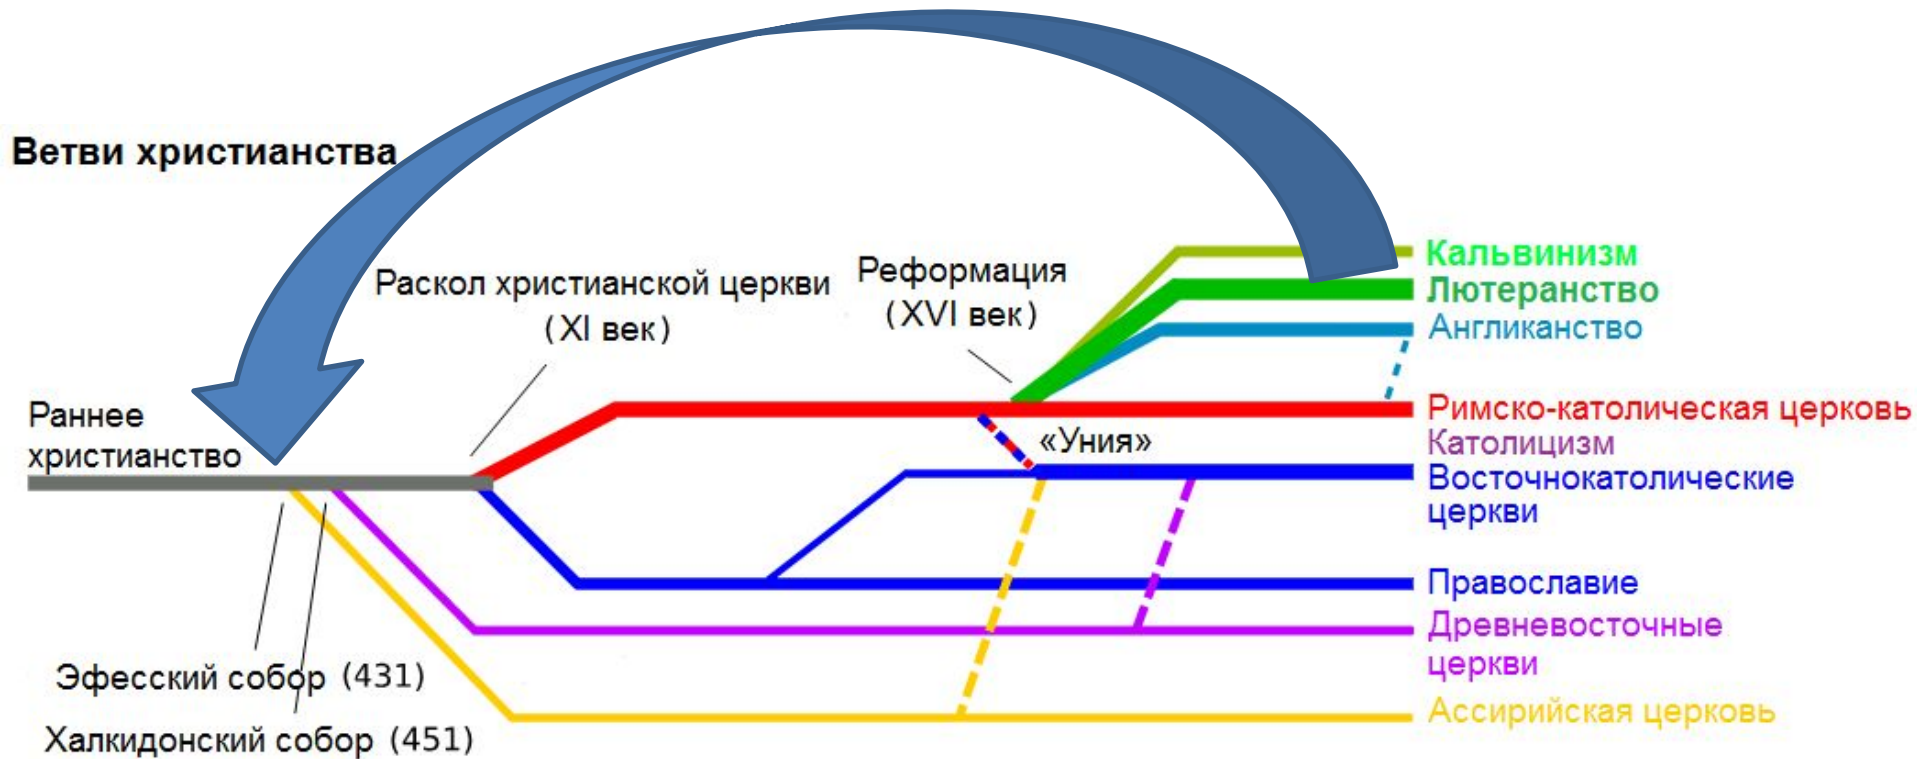 Ветви христианства
Раскол христианской церкви
(XI век)
Реформация
(XVI век)
Кальвинизм
Лютеранство
Англиканство
Раннее
христианство
Римско-католическая церковь
«Уния»
Католицизм
Восточнокатолические
церкви
Православие
Древневосточные
церкви
Эфесский собор (431)
Ассирийская церковь
Халкидонский собор (451)